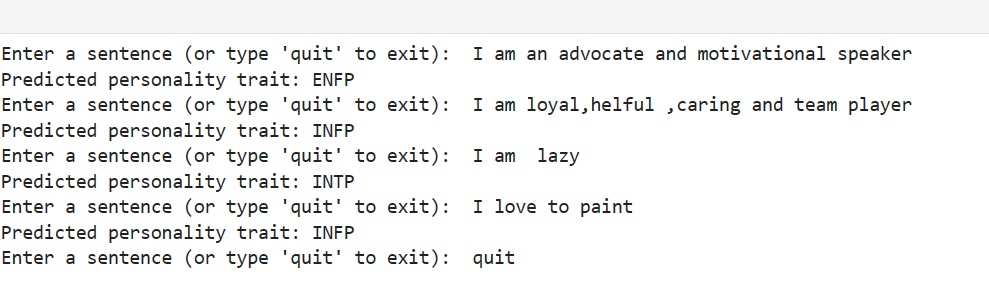 Enter a sentence (or type 'quit' to exit):  I am an advocate and motivational speaker
Predicted personality trait: ENFP
Enter a sentence (or type 'quit' to exit):  I am loyal,helful ,caring and team player
Predicted personality trait: INFP
Enter a sentence (or type 'quit' to exit):  I am  lazy
Predicted personality trait: INTP
Enter a sentence (or type 'quit' to exit):  I love to paint
Predicted personality trait: INFP
Enter a sentence (or type 'quit' to exit):  quit